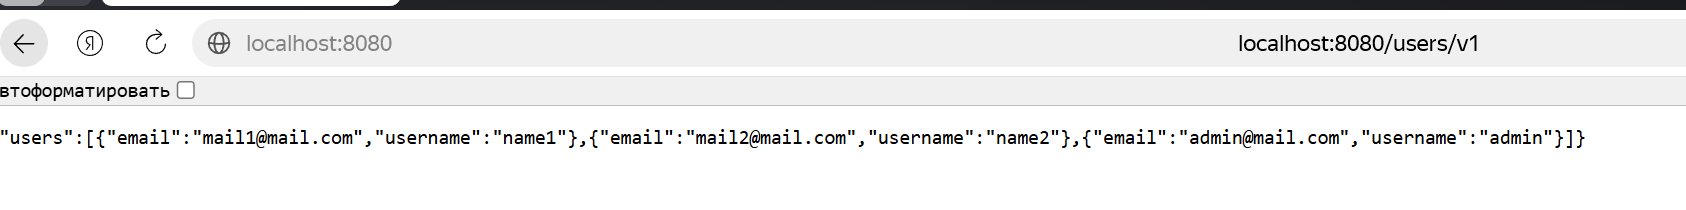 Я localhost:8080 localhost:8080/users/v1
втоформатировать
"users":[{"email":"mail1@mail.com","username":"name1"},{"email":"mail2@mail.com","username":"name2"},{"email":"admin@mail.com","username":"admin"}]}